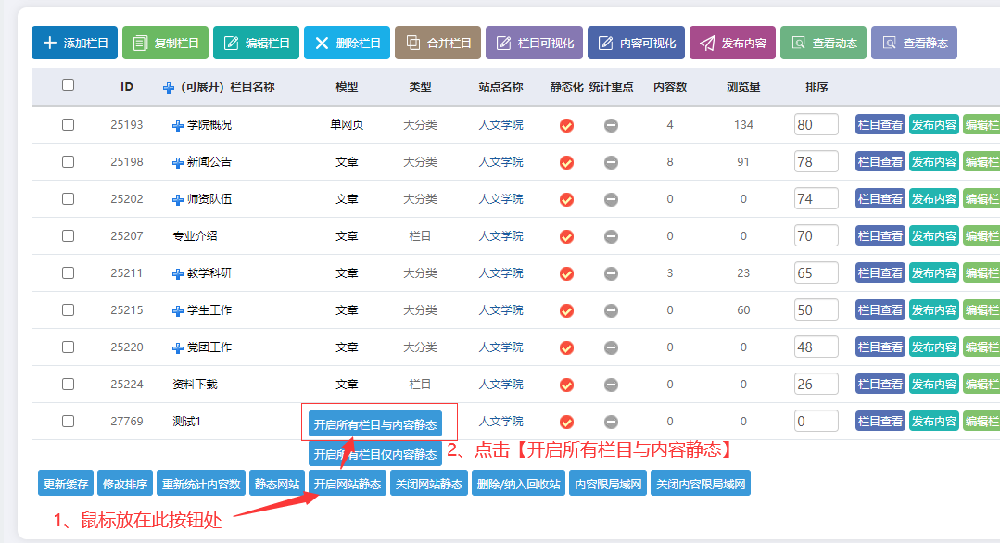 添加栏目 复制栏目 编辑栏目 删除栏目 合并栏目 栏目可视化 内容可视化 发布内容 查看动态 查看静态
ID (可展开) 栏目名称 模型 类型 站点名称 静态化 统计重点 内容数 浏览量 排序
25193 学院概况 单网页 大分类 人文学院 4 134 80 栏目查看 发布内容 编辑栏
25198 新闻公告 文章 大分类 人文学院 8 91 78 栏目查看 发布内容 编辑栏
25202 师资队伍 文章 大分类 人文学院 0 0 74 栏目查看 发布内容 编辑栏
25207 专业介绍 文章 栏目 人文学院 0 0 70 栏目查看 发布内容 编辑栏
25211 教学科研 文章 大分类 人文学院 3 23 65 栏目查看 发布内容 编辑栏
25215 学生工作 文章 大分类 人文学院 0 60 50 栏目查看 发布内容 编辑栏
25220 党团工作 文章 大分类 人文学院 0 0 48 栏目查看 发布内容 编辑栏
25224 资料下载 文章 栏目 人文学院 0 0 26 栏目查看 发布内容 编辑栏
27769 测试1 开启所有栏目与内容静态 人文学院 0 0 0 栏目查看 发布内容 编辑栏
开启所有栏目仅内容静态 2、点击【开启所有栏目与内容静态】
更新缓存 修改排序 重新统计内容数 静态网站 开启网站静态 关闭网站静态 删除/纳入回收站 内容限局域网 关闭内容限局域网
1、鼠标放在此按钮处